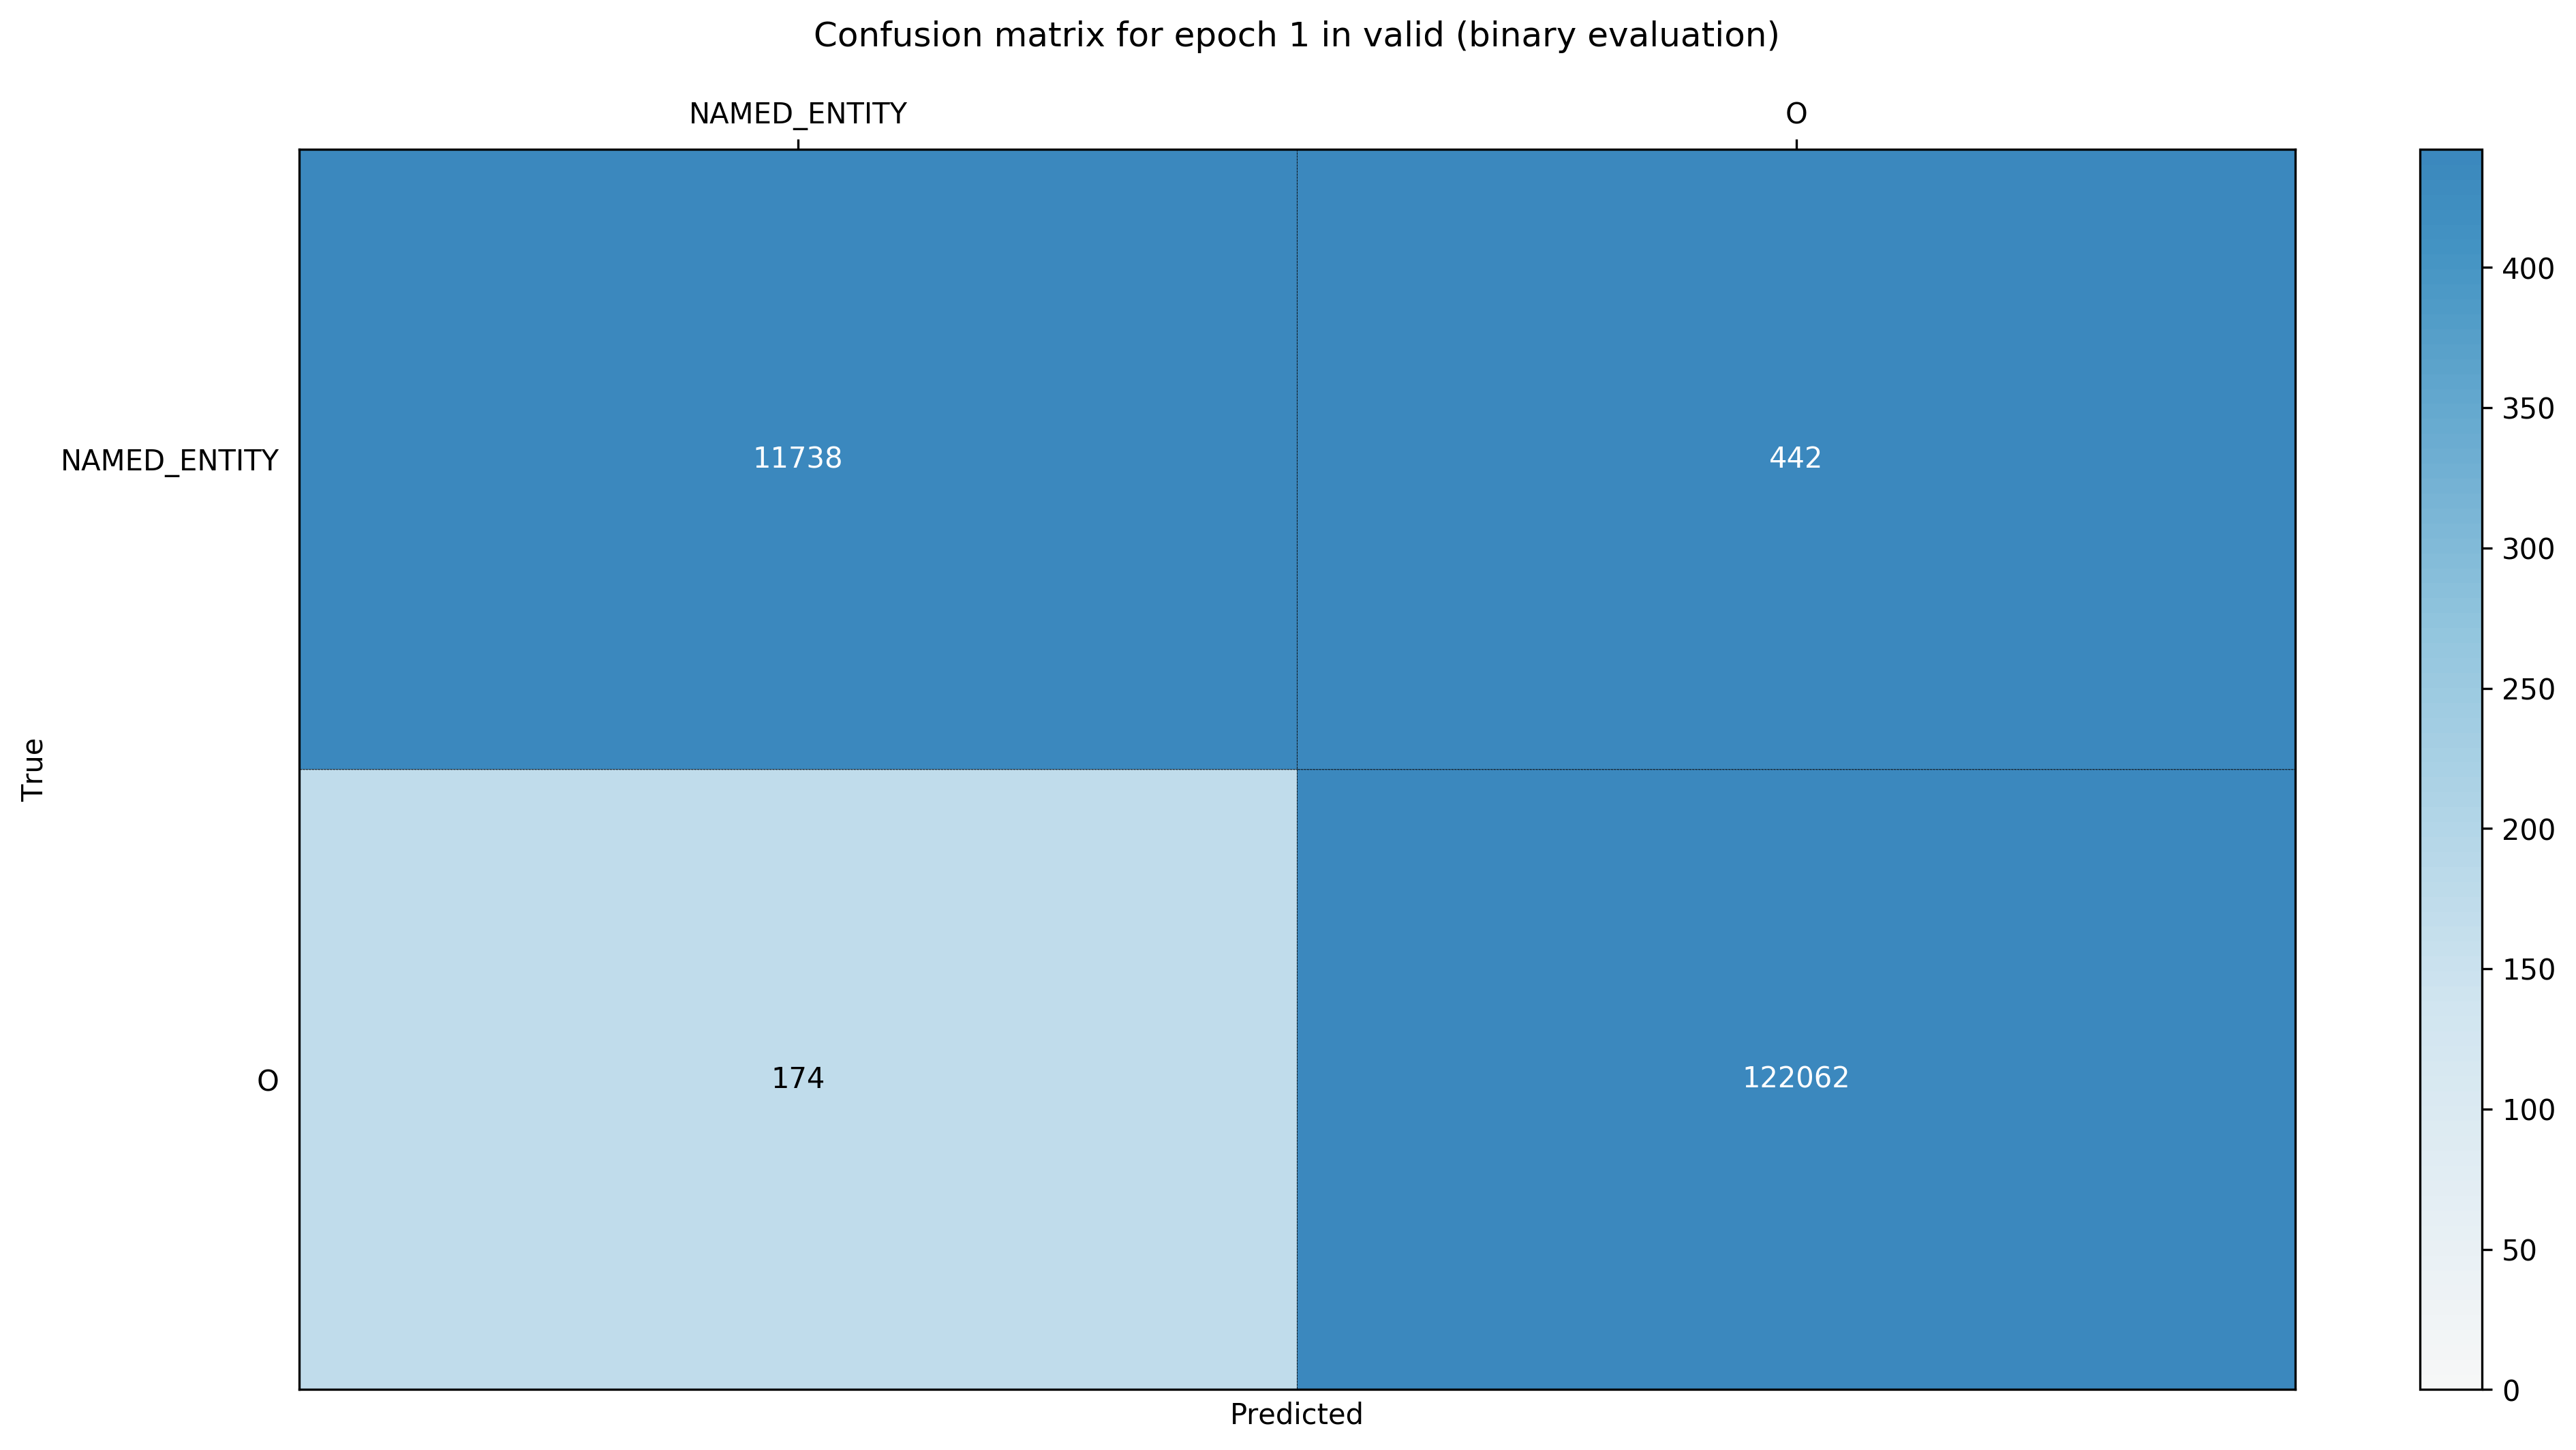 Confusion matrix for epoch 1 in valid (binary evaluation)
NAMED_ENTITY O
NAMED_ENTITY 11738 442
O 174 122062
True
Predicted
400
350
300
250
200
150
100
50
0